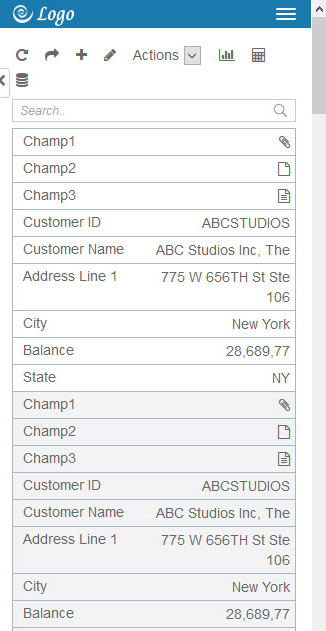 Logo
Actions
Search..
Champ1
Champ2
Champ3
Customer ID ABCSTUDIOS
Customer Name ABC Studios Inc, The
Address Line 1 775 W 656TH St Ste
106
City New York
Balance 28,689,77
State NY
Champ1
Champ2
Champ3
Customer ID ABCSTUDIOS
Customer Name ABC Studios Inc, The
Address Line 1 775 W 656TH St Ste
106
City New York
Balance 28,689,77